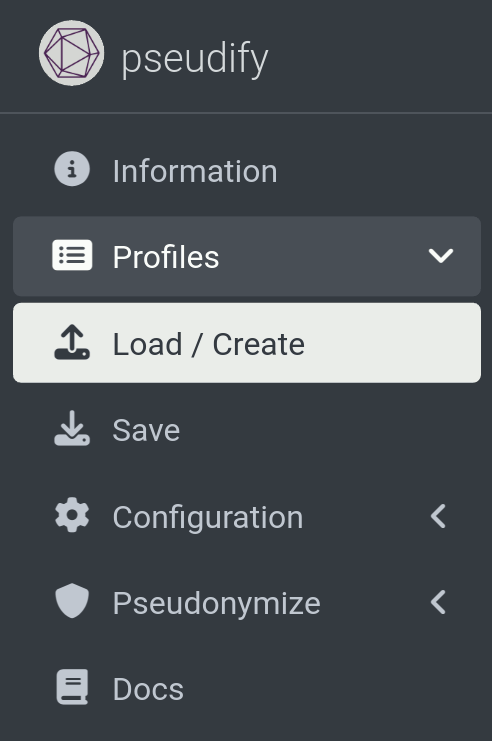 pseudify
Information
Profiles
Load / Create
Save
Configuration
Pseudonymize
Docs